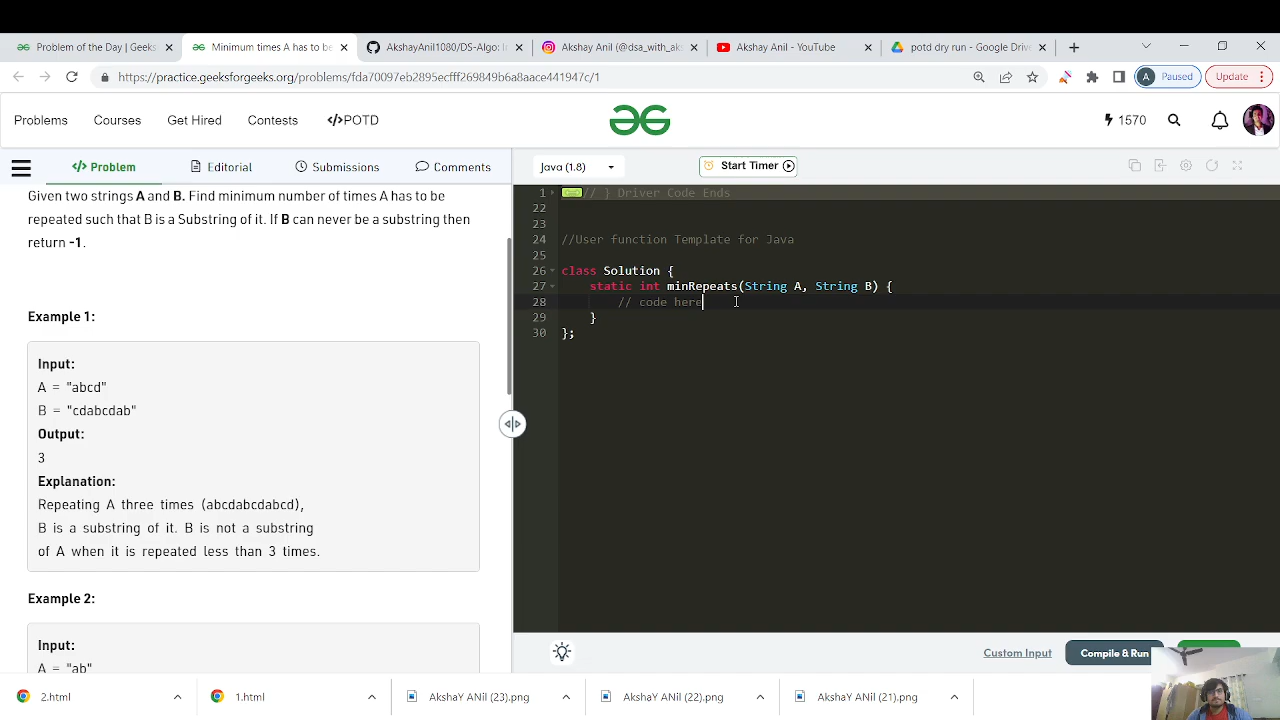 Problem of the Day | Geeks
Minimum times A has to be
AkshayAnil1080/DS-Algo: I
Akshay Anil (@dsa_with_aks
Akshay Anil - YouTube
potd dry run - Google Driv
https://practice.geeksforgeeks.org/problems/fda70097eb2895ecfff269849b6a8aace441947c/1
A Paused
Update
Problems
Courses
Get Hired
Contests
</>POTD
1570
</> Problem
Editorial
Submissions
Comments
Java (1.8)
Start Timer
Given two strings A and B. Find minimum number of times A has to be
repeated such that B is a Substring of it. If B can never be a substring then
return -1.
Example 1:
Input:
A = "abcd"
B = "cdabcdab"
Output:
3
Explanation:
Repeating A three times (abcdabcdabcd),
B is a substring of it. B is not a substring
of A when it is repeated less than 3 times.
Example 2:
Input:
A = "ab"
1 // } Driver Code Ends
22
23
24 //User function Template for Java
25
26 class Solution {
27 static int minRepeats(String A, String B) {
28 // code here
29 }
30 };
Custom Input
Compile & Run
2.html
1.html
AkshaY ANil (23).png
AkshaY ANil (22).png
AkshaY ANil (21).png